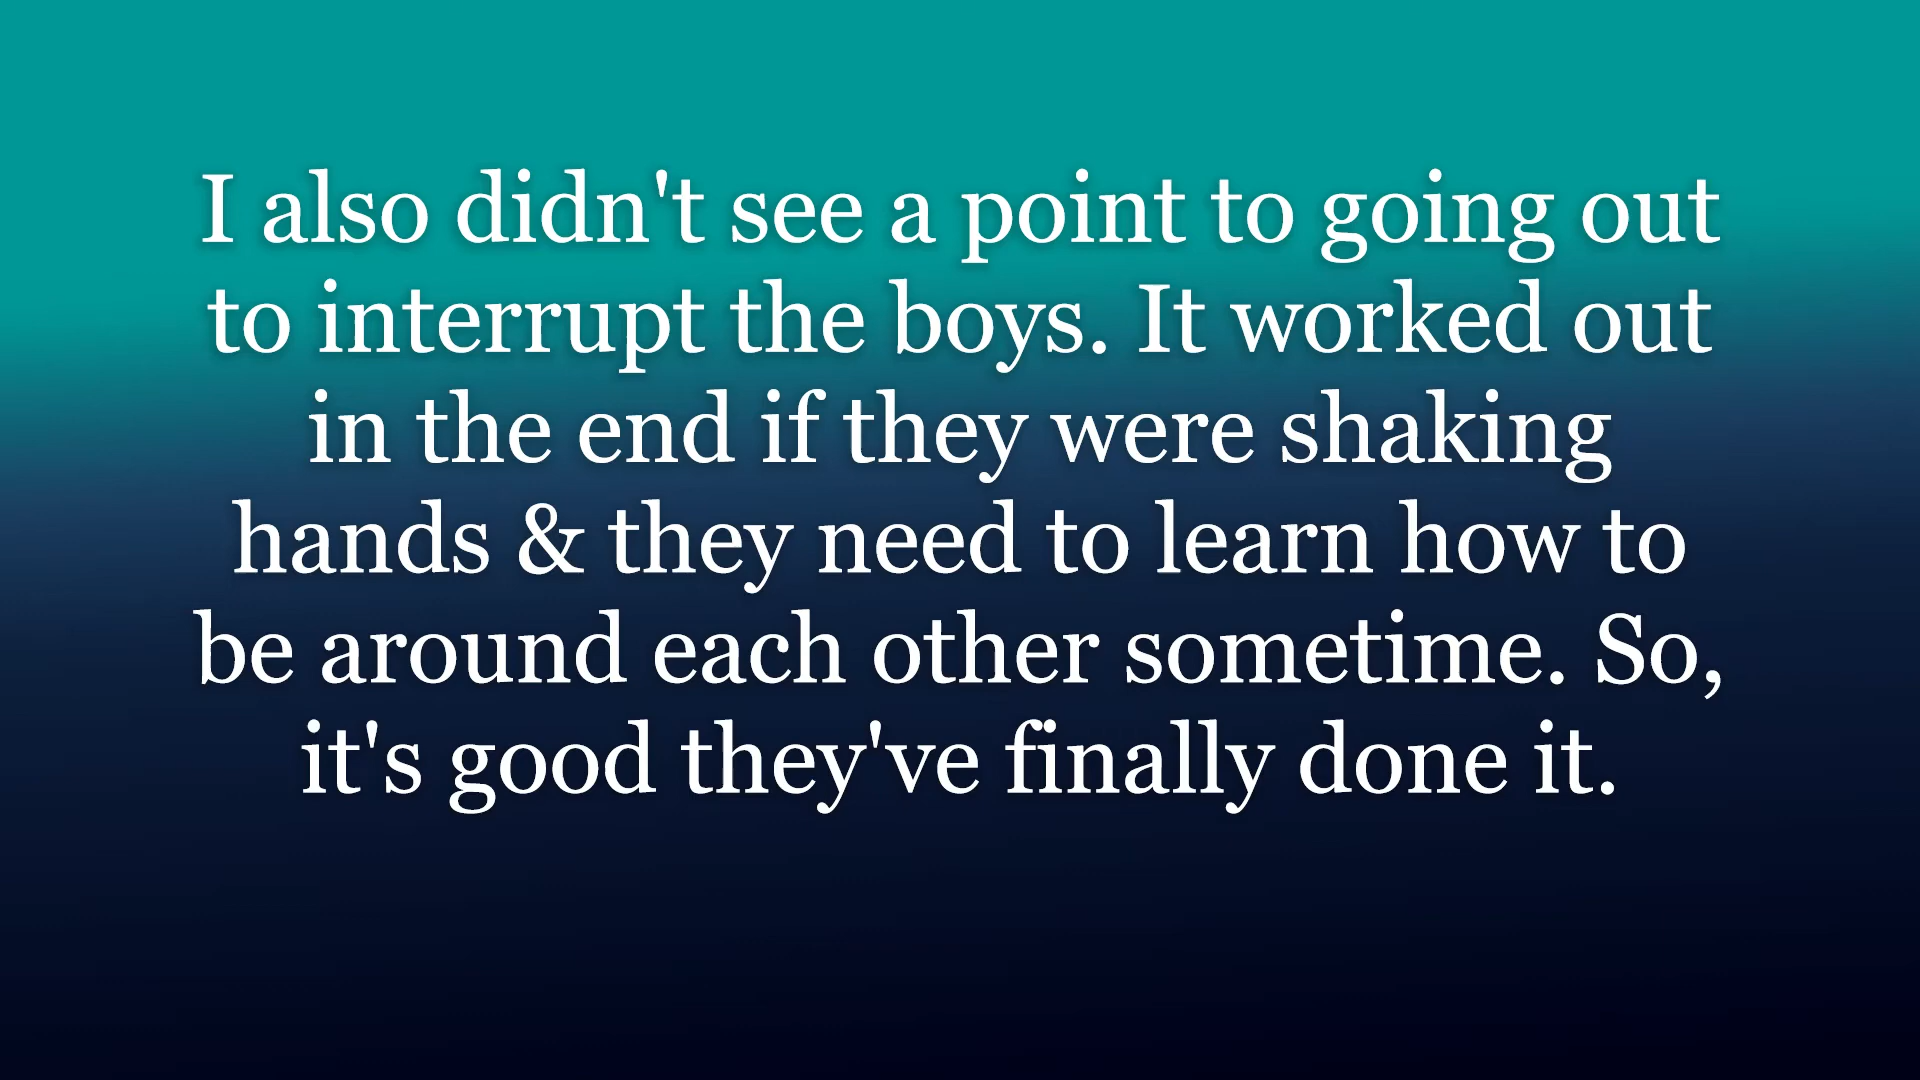 I also didn't see a point to going out
to interrupt the boys. It worked out
in the end if they were shaking
hands & they need to learn how to
be around each other sometime. So,
it's good they've finally done it.